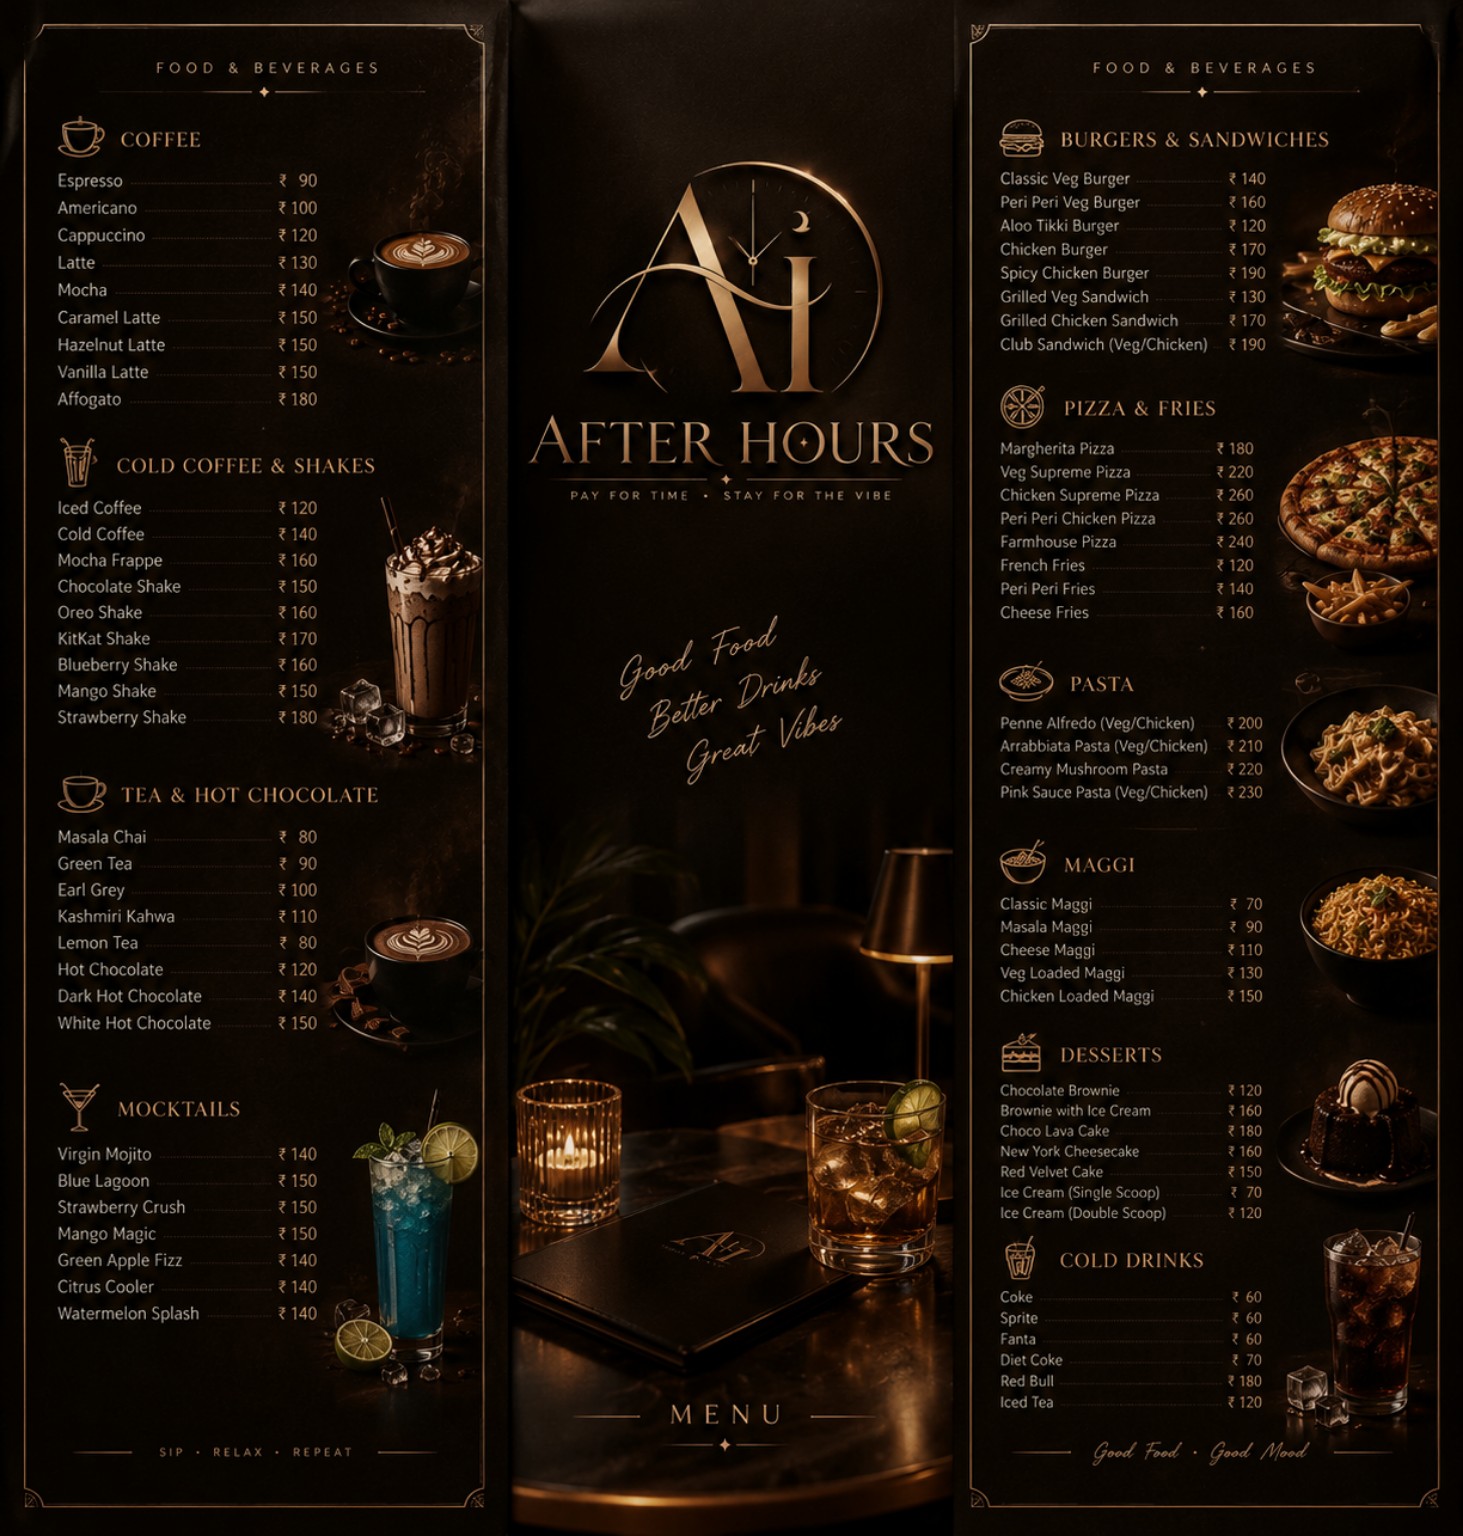 FOOD & BEVERAGES
COFFEE
Espresso ₹ 90
Americano ₹ 100
Cappuccino ₹ 120
Latte ₹ 130
Mocha ₹ 140
Caramel Latte ₹ 150
Hazelnut Latte ₹ 150
Vanilla Latte ₹ 150
Affogato ₹ 180
COLD COFFEE & SHAKES
Iced Coffee ₹ 120
Cold Coffee ₹ 140
Mocha Frappe ₹ 160
Chocolate Shake ₹ 150
Oreo Shake ₹ 160
KitKat Shake ₹ 170
Blueberry Shake ₹ 160
Mango Shake ₹ 150
Strawberry Shake ₹ 180
TEA & HOT CHOCOLATE
Masala Chai ₹ 80
Green Tea ₹ 90
Earl Grey ₹ 100
Kashmiri Kahwa ₹ 110
Lemon Tea ₹ 80
Hot Chocolate ₹ 120
Dark Hot Chocolate ₹ 140
White Hot Chocolate ₹ 150
MOCKTAILS
Virgin Mojito ₹ 140
Blue Lagoon ₹ 150
Strawberry Crush ₹ 150
Mango Magic ₹ 150
Green Apple Fizz ₹ 140
Citrus Cooler ₹ 140
Watermelon Splash ₹ 140
SIP • RELAX • REPEAT
Ai
AFTER HOURS
PAY FOR TIME • STAY FOR THE VIBE
Good Food
Better Drinks
Great Vibes
Ai
MENU
FOOD & BEVERAGES
BURGERS & SANDWICHES
Classic Veg Burger ₹ 140
Peri Peri Veg Burger ₹ 160
Aloo Tikki Burger ₹ 120
Chicken Burger ₹ 170
Spicy Chicken Burger ₹ 190
Grilled Veg Sandwich ₹ 130
Grilled Chicken Sandwich ₹ 170
Club Sandwich (Veg/Chicken) ₹ 190
PIZZA & FRIES
Margherita Pizza ₹ 180
Veg Supreme Pizza ₹ 220
Chicken Supreme Pizza ₹ 260
Peri Peri Chicken Pizza ₹ 260
Farmhouse Pizza ₹ 240
French Fries ₹ 120
Peri Peri Fries ₹ 140
Cheese Fries ₹ 160
PASTA
Penne Alfredo (Veg/Chicken) ₹ 200
Arrabbiata Pasta (Veg/Chicken) ₹ 210
Creamy Mushroom Pasta ₹ 220
Pink Sauce Pasta (Veg/Chicken) ₹ 230
MAGGI
Classic Maggi ₹ 70
Masala Maggi ₹ 90
Cheese Maggi ₹ 110
Veg Loaded Maggi ₹ 130
Chicken Loaded Maggi ₹ 150
DESSERTS
Chocolate Brownie ₹ 120
Brownie with Ice Cream ₹ 160
Choco Lava Cake ₹ 180
New York Cheesecake ₹ 160
Red Velvet Cake ₹ 150
Ice Cream (Single Scoop) ₹ 70
Ice Cream (Double Scoop) ₹ 120
COLD DRINKS
Coke ₹ 60
Sprite ₹ 60
Fanta ₹ 60
Diet Coke ₹ 70
Red Bull ₹ 180
Iced Tea ₹ 120
Good Food • Good Mood